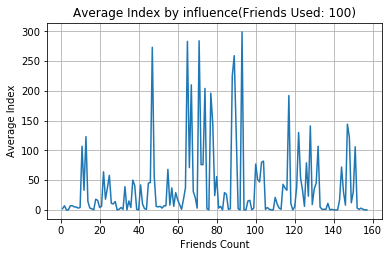 Average Index by influence(Friends Used: 100)
300
250
200
150
100
50
0
Average Index
0 20 40 60 80 100 120 140 160
Friends Count